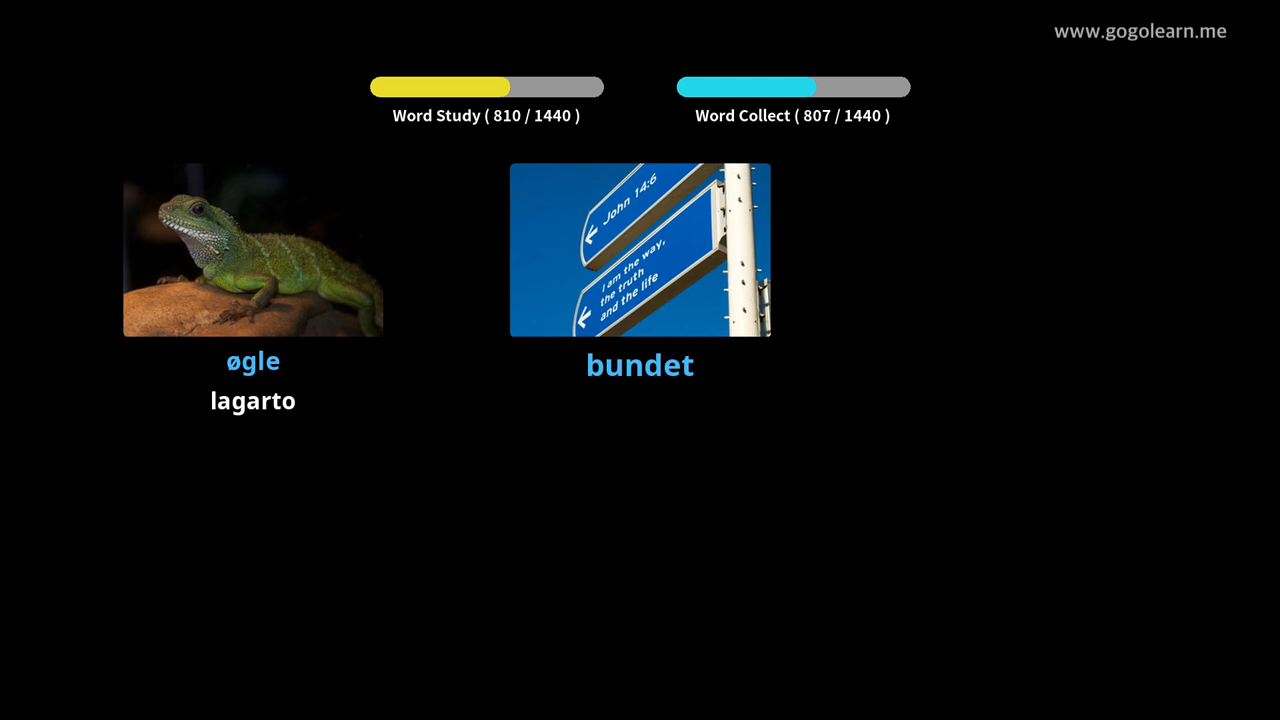 www.gogolearn.me
Word Study ( 810 / 1440 )
Word Collect ( 807 / 1440 )
John 14:6
I am the way,
the truth
and the life
øgle
bundet
lagarto